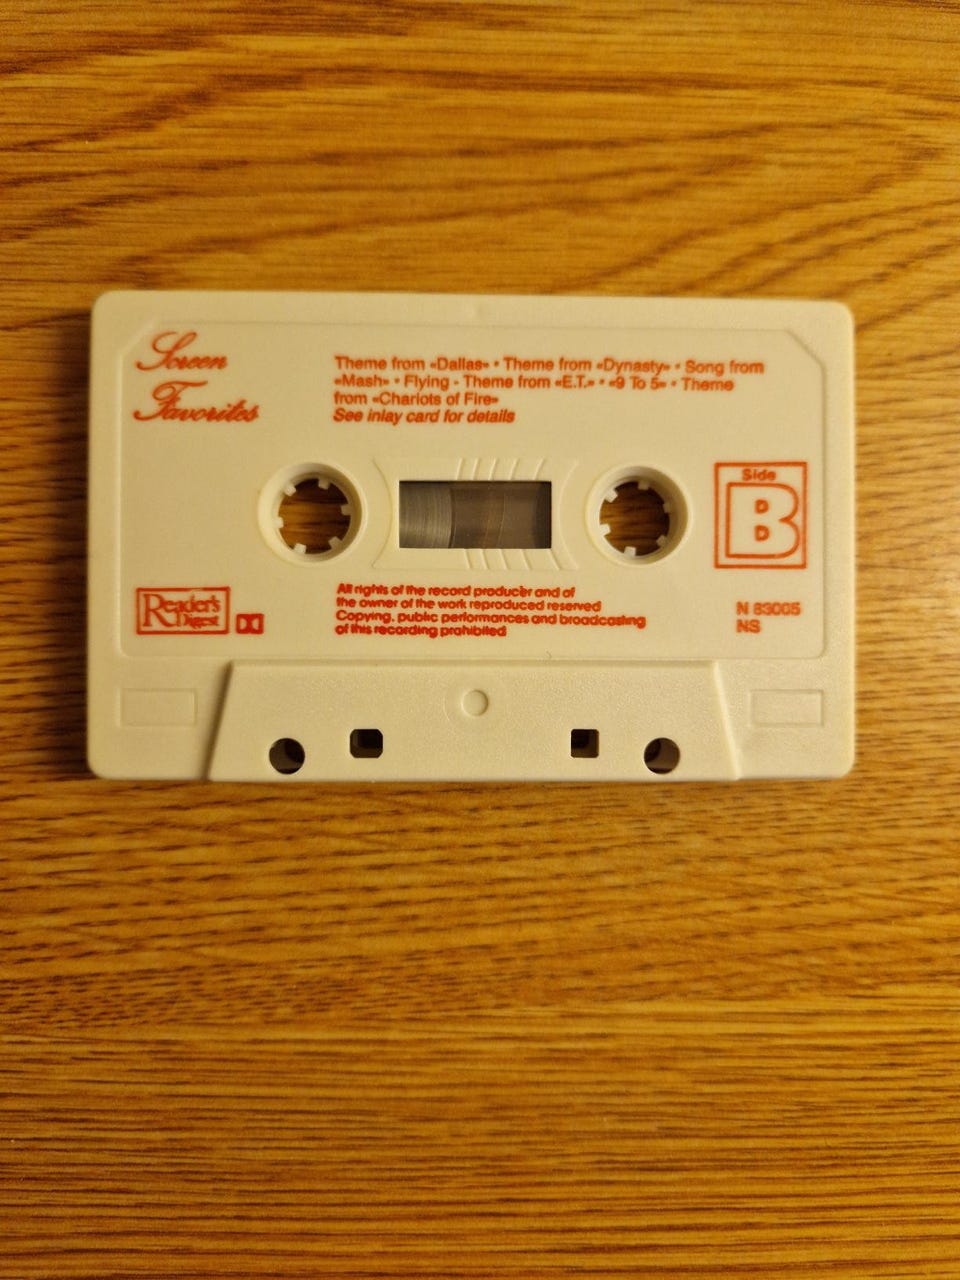 Screen
Favorites
Theme from «Dallas» • Theme from «Dynasty» • Song from
«Mash» • Flying - Theme from «E.T.» • «9 To 5» • Theme
from «Chariots of Fire»
See inlay card for details
Side
B
Reader's
Digest
All rights of the record producer and of
the owner of the work reproduced reserved
Copying, public performances and broadcasting
of this recording prohibited
N 83005
NS